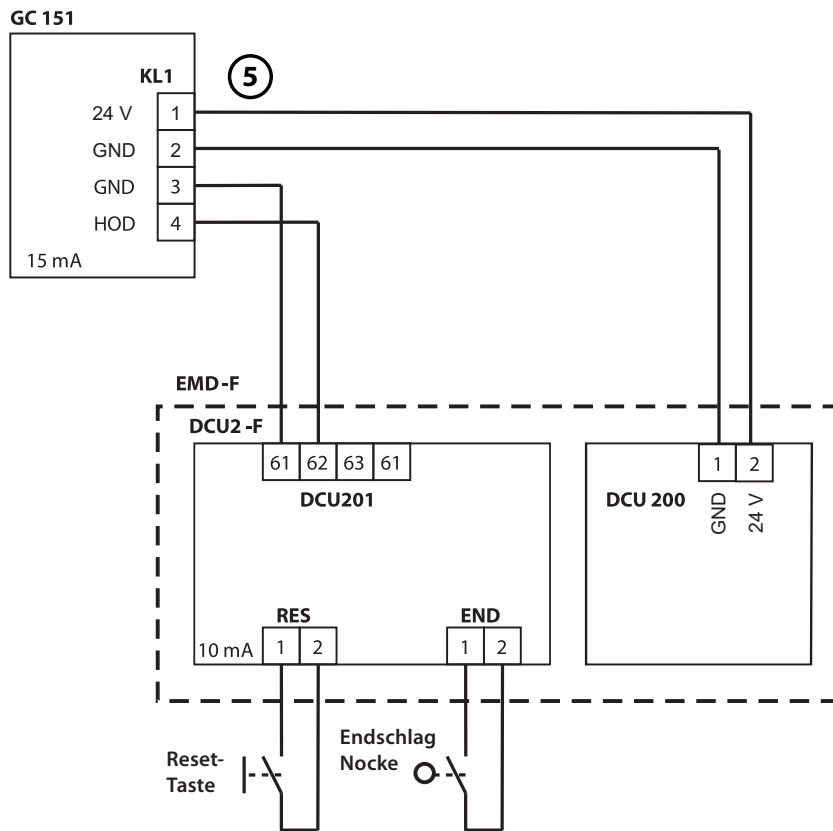 GC 151
KL1
5
24 V 1
GND 2
GND 3
HOD 4
15 mA
EMD-F
DCU2 -F
61 62 63 61
1 2
DCU201
DCU 200
GND
24 V
RES
END
10 mA
1 2
1 2
Reset-
Taste
Endschlag
Nocke